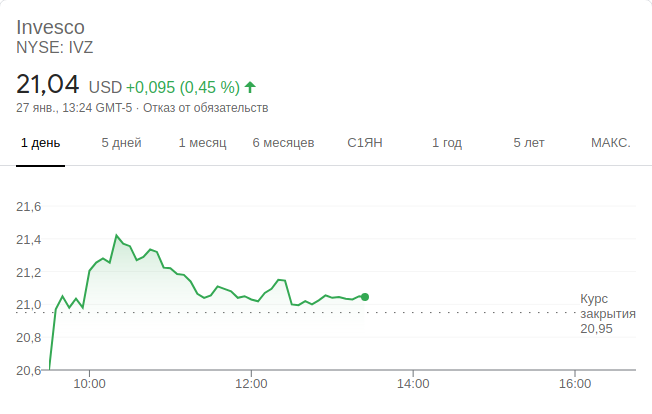 Invesco
NYSE: IVZ
21,04 USD +0,095 (0,45 %)
27 янв., 13:24 GMT-5 · Отказ от обязательств
1 день 5 дней 1 месяц 6 месяцев С1ЯН 1 год 5 лет МАКС.
21,6
21,4
21,2
21,0
20,8
20,6
Курс
закрытия
20,95
10:00 12:00 14:00 16:00